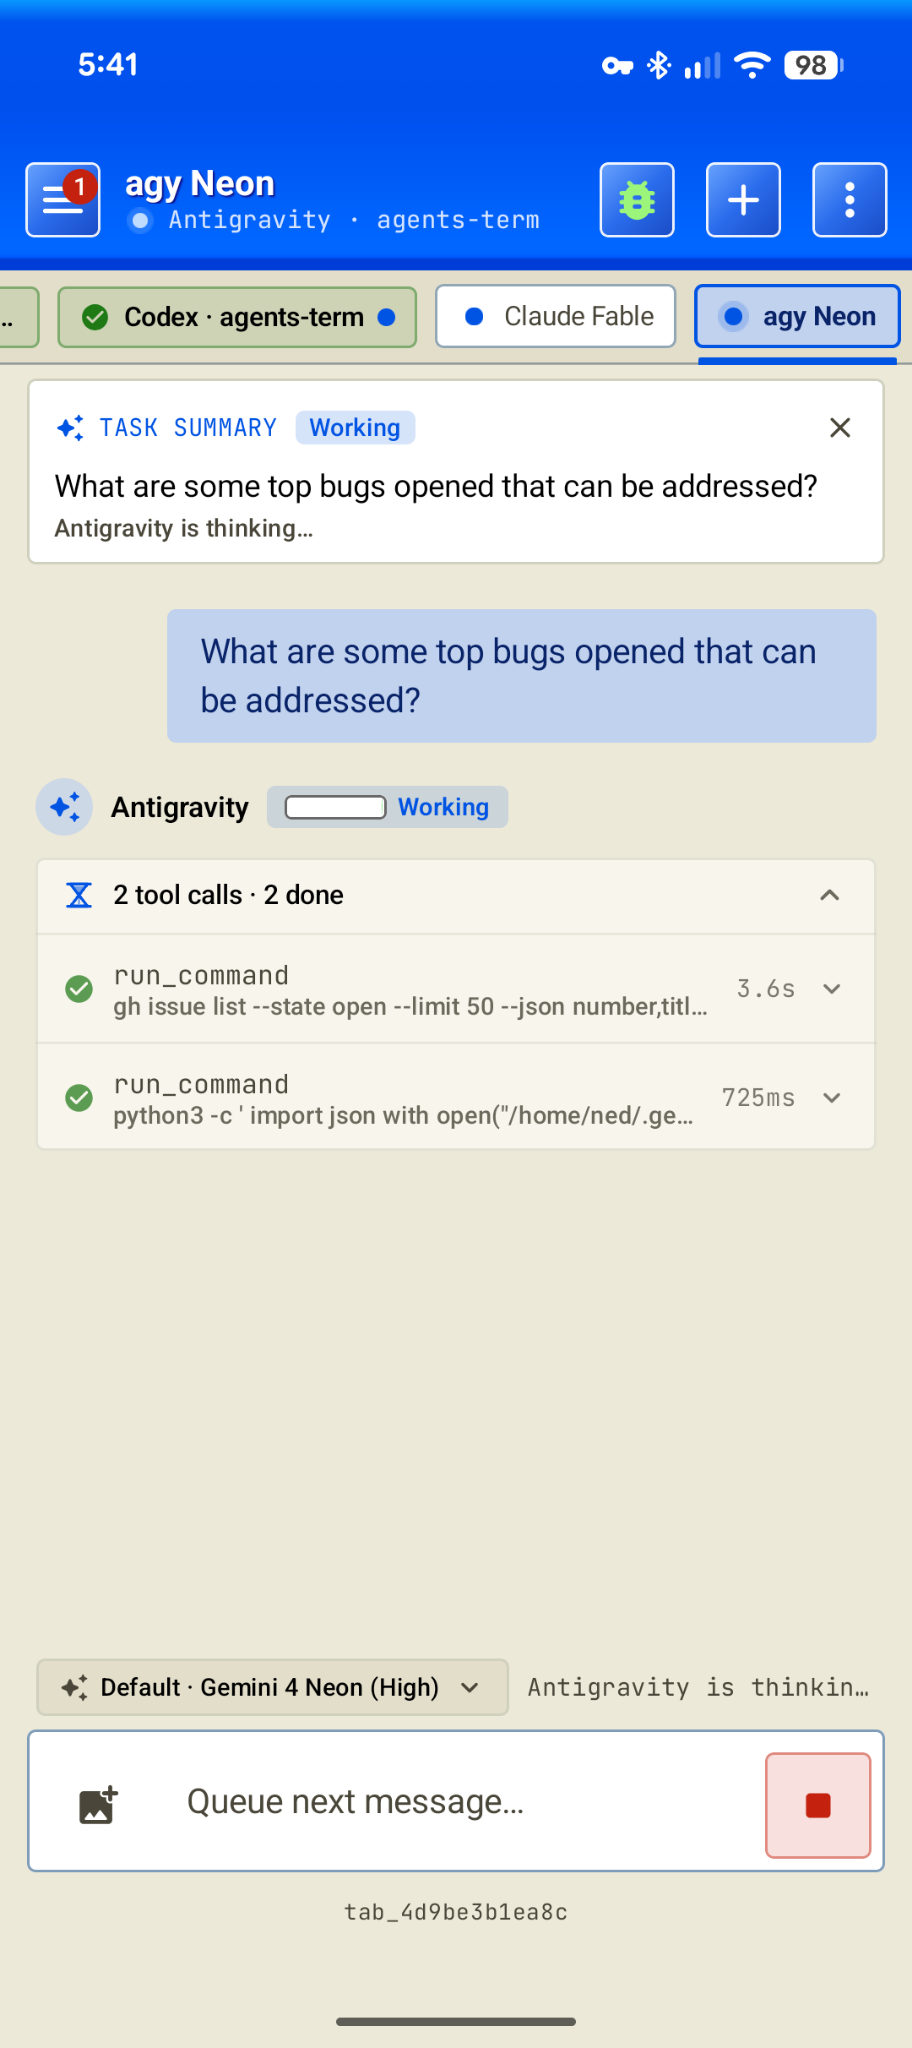 5:41
98
1
agy Neon
Antigravity · agents-term
…
Codex · agents-term
Claude Fable
agy Neon
TASK SUMMARY
Working
What are some top bugs opened that can be addressed?
Antigravity is thinking…
What are some top bugs opened that can
be addressed?
Antigravity
Working
2 tool calls · 2 done
run_command
gh issue list --state open --limit 50 --json number,titl…
3.6s
run_command
python3 -c ' import json with open("/home/ned/.ge…
725ms
Default · Gemini 4 Neon (High)
Antigravity is thinkin…
Queue next message…
tab_4d9be3b1ea8c